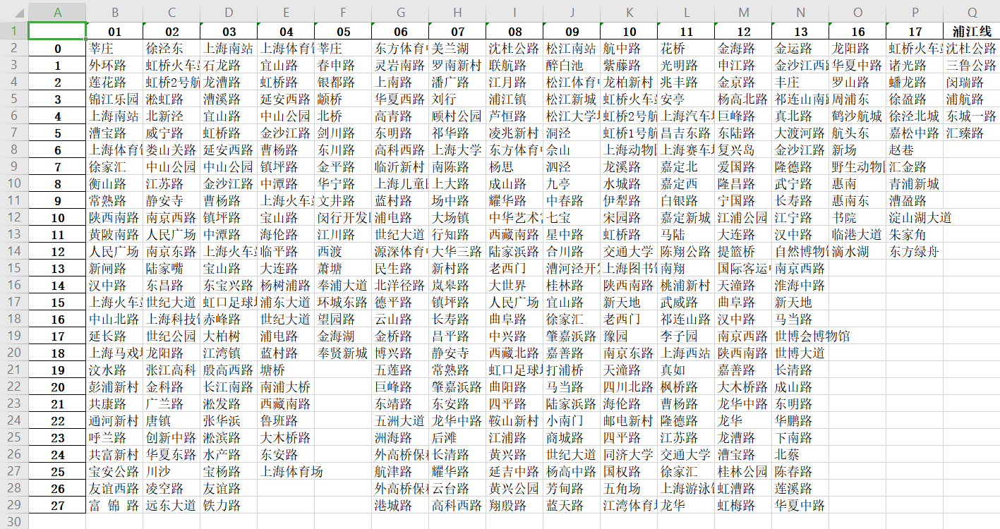 A B C D E F G H I J K L M N O P Q
1 01 02 03 04 05 06 07 08 09 10 11 12 13 16 17 浦江线
2 0 莘庄 徐泾东 上海南站 上海体育 莘庄 东方体育 美兰湖 沈杜公路 松江南站 航中路 花桥 金海路 金运路 龙阳路 虹桥火车 沈杜公路
3 1 外环路 虹桥火车 石龙路 宜山路 春申路 灵岩南路 罗南新村 联航路 醉白池 紫藤路 光明路 申江路 金沙江西 华夏中路 诸光路 三鲁公路
4 2 莲花路 虹桥2号 龙漕路 虹桥路 银都路 上南路 潘广路 江月路 松江体育 龙柏新村 兆丰路 金京路 丰庄 罗山路 蟠龙路 闵瑞路
5 3 锦江乐园 淞虹路 漕溪路 延安西路 颛桥 华夏西路 刘行 浦江镇 松江新城 虹桥火车 安亭 杨高北路 祁连山南 周浦东 徐盈路 浦航路
6 4 上海南站 北新泾 宜山路 中山公园 北桥 高青路 顾村公园 芦恒路 松江大学 虹桥2号 上海汽车 巨峰路 真北路 鹤沙航城 徐泾北城 东城一路
7 5 漕宝路 威宁路 虹桥路 金沙江路 剑川路 东明路 祁华路 凌兆新村 洞泾 虹桥1号 昌吉东路 东陆路 大渡河路 航头东 嘉松中路 汇臻路
8 6 上海体育 娄山关路 延安西路 曹杨路 东川路 高科西路 上海大学 东方体育 佘山 上海动物 上海赛车 复兴岛 金沙江路 新场 赵巷
9 7 徐家汇 中山公园 中山公园 镇坪路 金平路 临沂新村 南陈路 杨思 泗泾 龙溪路 嘉定北 爱国路 隆德路 野生动物 汇金路
10 8 衡山路 江苏路 金沙江路 中潭路 华宁路 上海儿童 上大路 成山路 九亭 水城路 嘉定西 隆昌路 武宁路 惠南 青浦新城
11 9 常熟路 静安寺 曹杨路 上海火车 文井路 蓝村路 场中路 耀华路 中春路 伊犁路 白银路 宁国路 长寿路 惠南东 漕盈路
12 10 陕西南路 南京西路 镇坪路 宝山路 闵行开发 浦电路 大场镇 中华艺术 七宝 宋园路 嘉定新城 江浦公园 江宁路 书院 淀山湖大道
13 11 黄陂南路 人民广场 中潭路 海伦路 江川路 世纪大道 行知路 西藏南路 星中路 虹桥路 马陆 大连路 汉中路 临港大道 朱家角
14 12 人民广场 南京东路 上海火车 临平路 西渡 源深体育 大华三路 陆家浜路 合川路 交通大学 陈翔公路 提篮桥 自然博物 滴水湖 东方绿舟
15 13 新闸路 陆家嘴 宝山路 大连路 萧塘 民生路 新村路 老西门 漕河泾开 上海图书 南翔 国际客运 南京西路
16 14 汉中路 东昌路 东宝兴路 杨树浦路 奉浦大道 北洋泾路 岚皋路 大世界 桂林路 陕西南路 桃浦新村 天潼路 淮海中路
17 15 上海火车 世纪大道 虹口足球 浦东大道 环城东路 德平路 镇坪路 人民广场 宜山路 新天地 武威路 曲阜路 新天地
18 16 中山北路 上海科技 赤峰路 世纪大道 望园路 云山路 长寿路 曲阜路 徐家汇 老西门 祁连山路 汉中路 马当路
19 17 延长路 世纪公园 大柏树 浦电路 金海湖 金桥路 昌平路 中兴路 肇嘉浜路 豫园 李子园 南京西路 世博会博物馆
20 18 上海马戏 龙阳路 江湾镇 蓝村路 奉贤新城 博兴路 静安寺 西藏北路 嘉善路 南京东路 上海西站 陕西南路 世博大道
21 19 汶水路 张江高科 殷高西路 塘桥 五莲路 常熟路 虹口足球 打浦桥 天潼路 真如 嘉善路 长清路
22 20 彭浦新村 金科路 长江南路 南浦大桥 巨峰路 肇嘉浜路 曲阳路 马当路 四川北路 枫桥路 大木桥路 成山路
23 21 共康路 广兰路 淞发路 西藏南路 东靖路 东安路 四平路 陆家浜路 海伦路 曹杨路 龙华中路 东明路
24 22 通河新村 唐镇 张华浜 鲁班路 五洲大道 龙华中路 鞍山新村 小南门 邮电新村 隆德路 龙华 华鹏路
25 23 呼兰路 创新中路 淞滨路 大木桥路 洲海路 后滩 江浦路 商城路 四平路 江苏路 龙漕路 下南路
26 24 共富新村 华夏东路 水产路 东安路 外高桥保 长清路 黄兴路 世纪大道 同济大学 交通大学 漕宝路 北蔡
27 25 宝安公路 川沙 宝杨路 上海体育场 航津路 耀华路 延吉中路 杨高中路 国权路 徐家汇 桂林公园 陈春路
28 26 友谊西路 凌空路 友谊路 外高桥保 云台路 黄兴公园 芳甸路 五角场 上海游泳 虹漕路 莲溪路
29 27 富 锦 路 远东大道 铁力路 港城路 高科西路 翔殷路 蓝天路 江湾体育 龙华 虹梅路 华夏中路
30